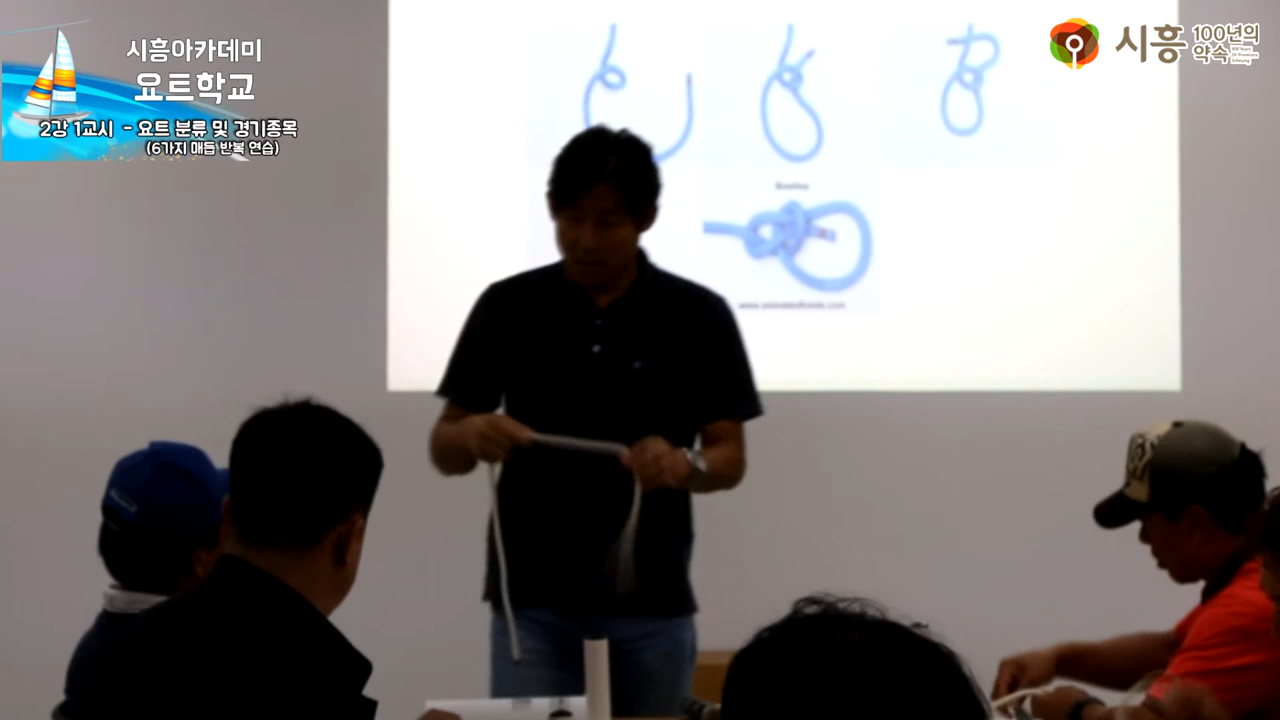 시흥아카데미
요트학교
2강 1교시 - 요트 분류 및 경기종목
(6가지 매듭 반복 연습)
시흥 100년의
약속
Bowline